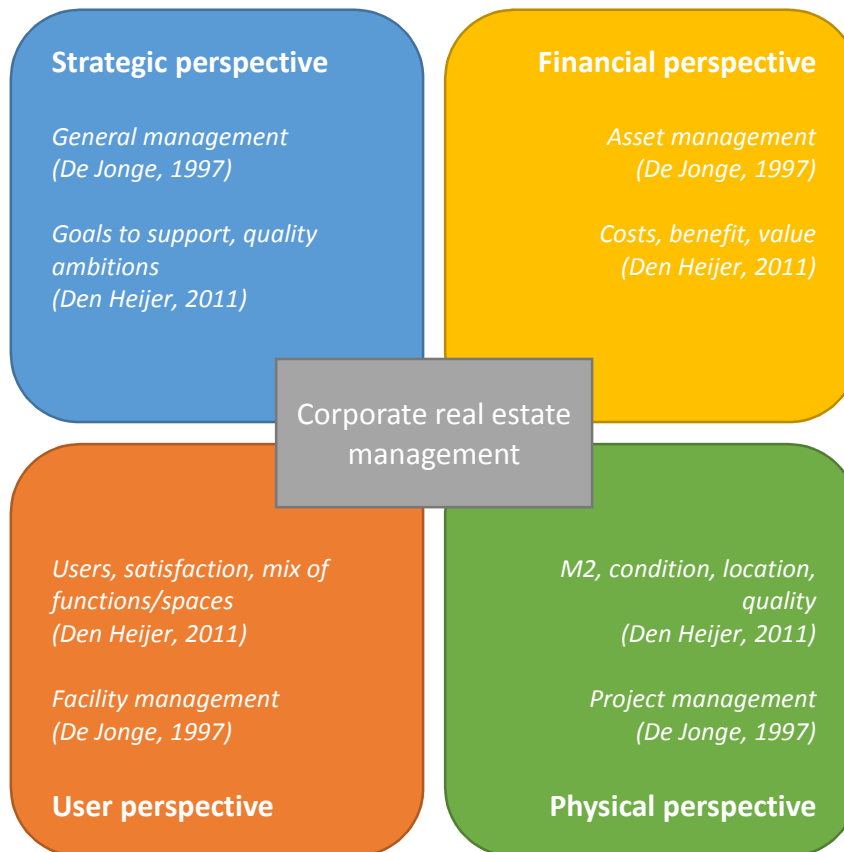 Strategic perspective
General management
(De Jonge, 1997)
Goals to support, quality
ambitions
(Den Heijer, 2011)
Financial perspective
Asset management
(De Jonge, 1997)
Costs, benefit, value
(Den Heijer, 2011)
Corporate real estate
management
Users, satisfaction, mix of
functions/spaces
(Den Heijer, 2011)
Facility management
(De Jonge, 1997)
User perspective
M2, condition, location,
quality
(Den Heijer, 2011)
Project management
(De Jonge, 1997)
Physical perspective